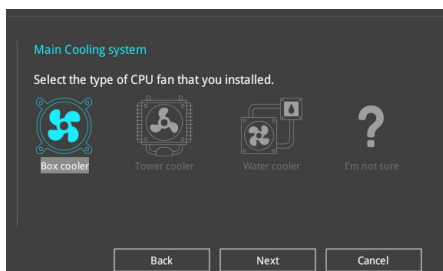 Main Cooling system
Select the type of CPU fan that you installed.
Box cooler Tower cooler Water cooler I'm not sure
Back Next Cancel